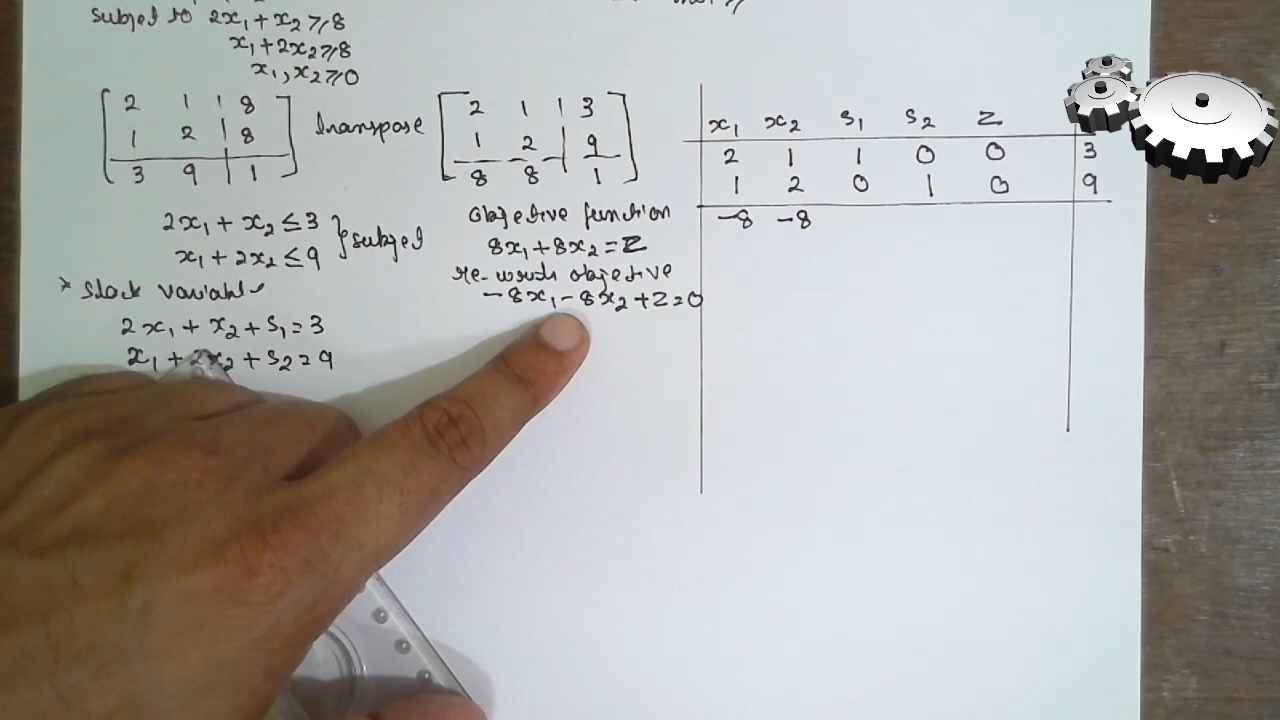 Subject to 2x₁ + x₂ ≥ 8
x₁ + 2x₂ ≥ 8
x₁, x₂ ≥ 0
2 1 | 8
1 2 | 8
3 9 | 1
Transpose
2 1 | 3
1 2 | 9
8 8 | 1
2x₁ + x₂ ≤ 3
x₁ + 2x₂ ≤ 9
} subject
* Slack variable
2x₁ + x₂ + S₁ = 3
x₁ + 2x₂ + S₂ = 9
Objective function
8x₁ + 8x₂ = Z
objective
-8x₁ - 8x₂ + Z = 0
x₁ x₂ S₁ S₂ Z
2 1 1 0 0 3
1 2 0 1 0 9
-8 -8